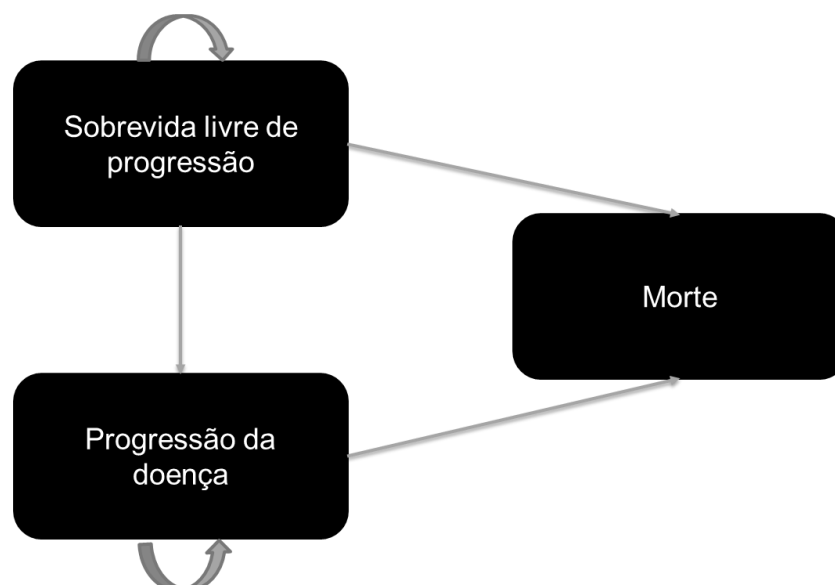 Sobrevida livre de
progressão
Morte
Progressão da
doença